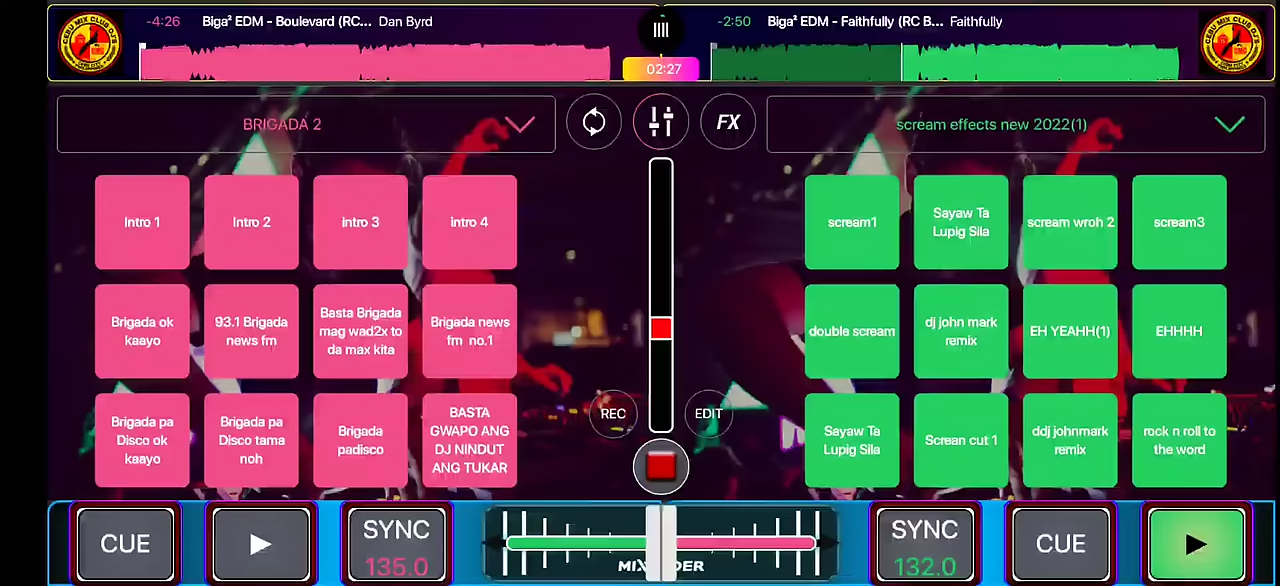 -4:26 Biga² EDM - Boulevard (RC... Dan Byrd
-2:50 Biga² EDM - Faithfully (RC B... Faithfully
02:27
BRIGADA 2
FX
scream effects new 2022(1)
Intro 1
Intro 2
intro 3
intro 4
scream1
Sayaw Ta
Lupig Sila
scream wroh 2
scream3
Brigada ok
kaayo
93.1 Brigada
news fm
Basta Brigada
mag wad2x to
da max kita
Brigada news
fm no.1
double scream
dj john mark
remix
EH YEAHH(1)
EHHHH
REC
EDIT
Brigada pa
Disco ok
kaayo
Brigada pa
Disco tama
noh
Brigada
padisco
BASTA
GWAPO ANG
DJ NINDUT
ANG TUKAR
Sayaw Ta
Lupig Sila
Screan cut 1
ddj johnmark
remix
rock n roll to
the word
CUE
SYNC
135.0
SYNC
132.0
CUE